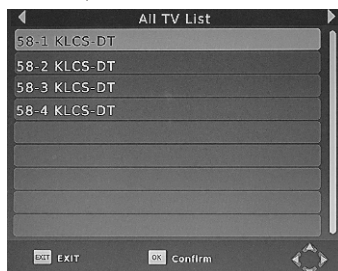 All TV List
58-1 KLCS-DT
58-2 KLCS-DT
58-3 KLCS-DT
58-4 KLCS-DT
EXIT EXIT OK Confirm